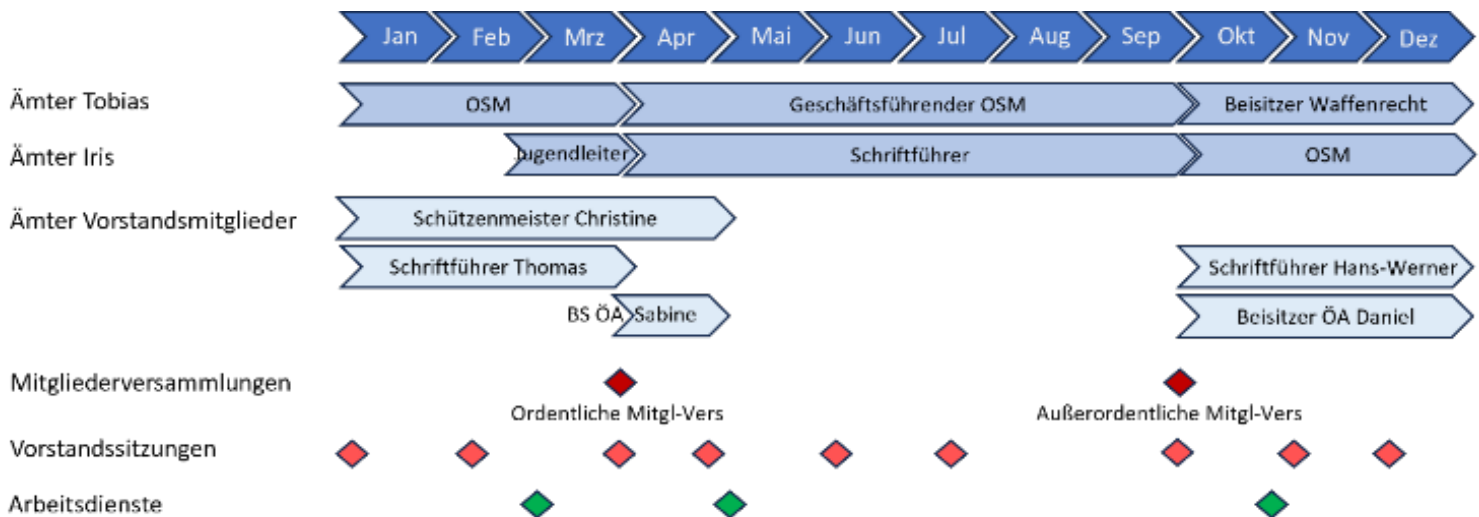 Jan Feb Mrz Apr Mai Jun Jul Aug Sep Okt Nov Dez
Ämter Tobias OSM Geschäftsführender OSM Beisitzer Waffenrecht
Ämter Iris Jugendleiter Schriftführer OSM
Ämter Vorstandsmitglieder Schützenmeister Christine
Schriftführer Thomas Schriftführer Hans-Werner
BS ÖA Sabine Beisitzer ÖA Daniel
Mitgliederversammlungen
Ordentliche Mitgl-Vers Außerordentliche Mitgl-Vers
Vorstandssitzungen
Arbeitsdienste